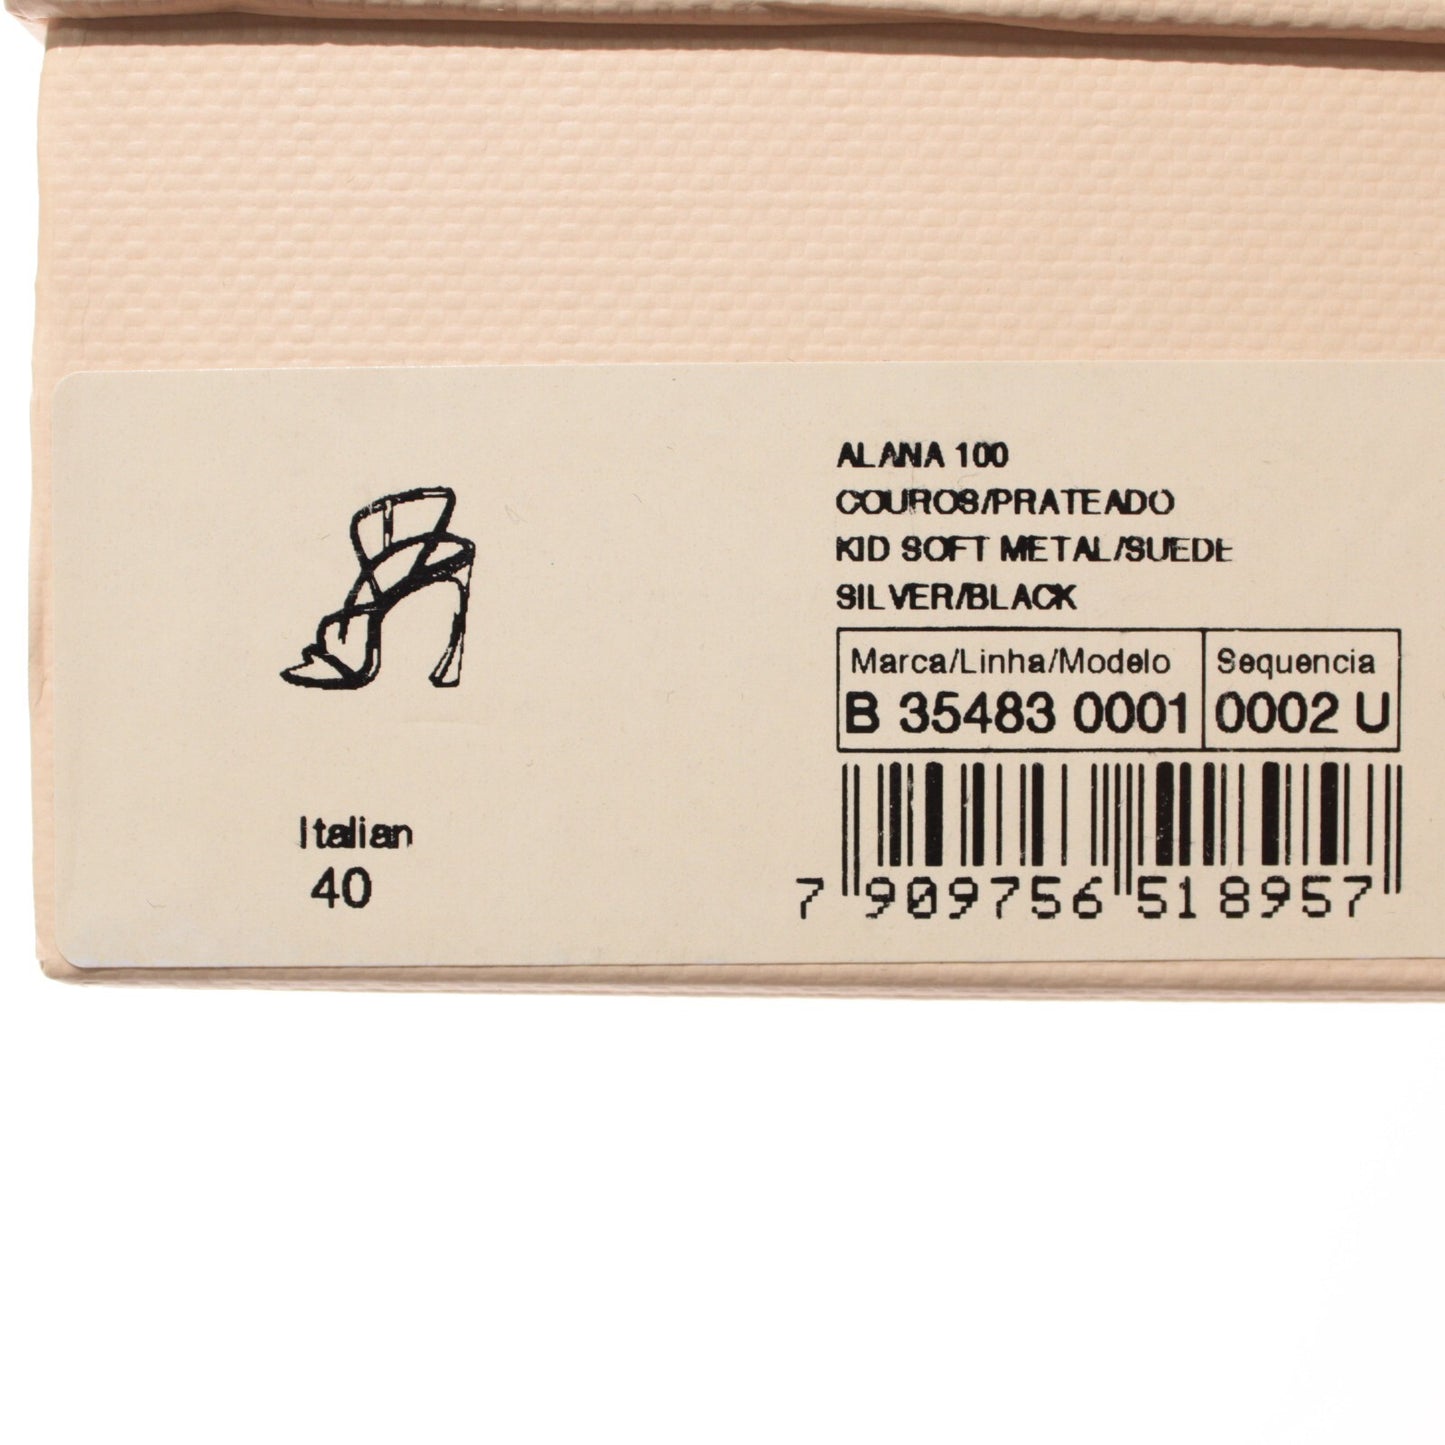 ALANA 100
COUROS/PRATEADO
KID SOFT METAL/SUEDE
SILVER/BLACK
Marca/Linha/Modelo Sequencia
B 35483 0001 0002 U
Italian
40
7 909756 518957